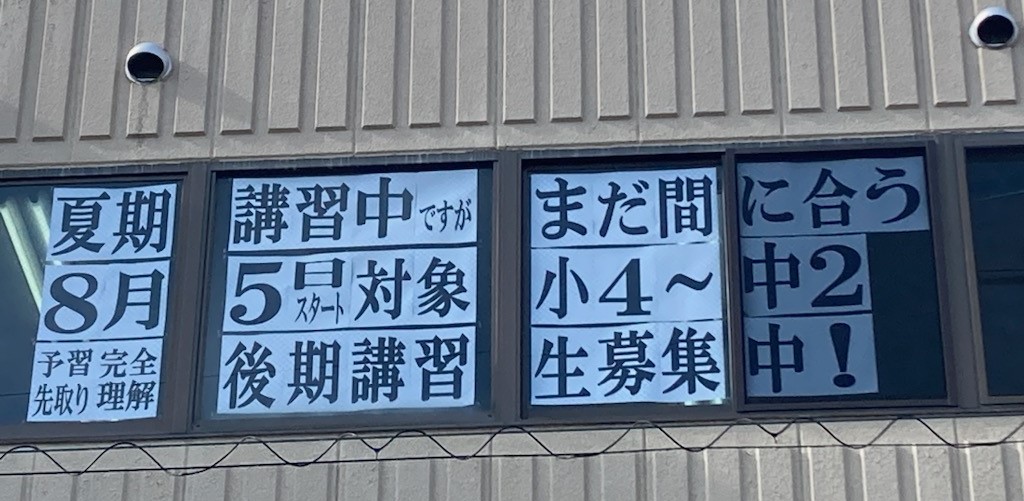 夏期講習中ですがまだ間に合う
8月5日スタート対象小4～中2
予習先取り完全理解後期講習生募集中！